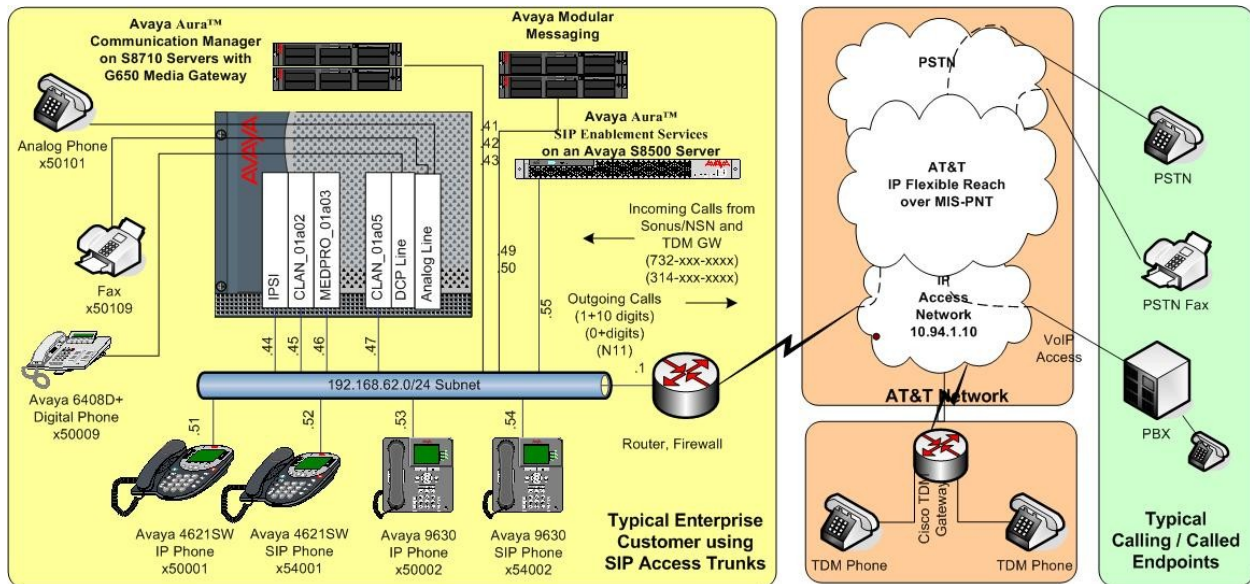 Avaya Aura™
Communication Manager
on S8710 Servers with
G650 Media Gateway
Avaya Modular
Messaging
Analog Phone
x50101
AVAYA
.41
.42
.43
Avaya Aura™
SIP Enablement Services
on an Avaya S8500 Server
Fax
x50109
IPSI
CLAN_01a02
MEDPRO_01a03
CLAN_01a05
DCP Line
Analog Line
.49
.50
.55
Incoming Calls from
Sonus/NSN and
TDM GW
(732-xxx-xxxx)
(314-xxx-xxxx)
Outgoing Calls
(1+10 digits)
(0+digits)
(N11)
.44
.45
.46
.47
Avaya 6408D+
Digital Phone
x50009
192.168.62.0/24 Subnet
.1
Router, Firewall
.51
.52
.53
.54
Avaya 4621SW
IP Phone
x50001
Avaya 4621SW
SIP Phone
x54001
Avaya 9630
IP Phone
x50002
Avaya 9630
SIP Phone
x54002
Typical Enterprise
Customer using
SIP Access Trunks
PSTN
AT&T
IP Flexible Reach
over MIS-PNT
IP
Access
Network
10.94.1.10
AT&T Network
VoIP
Access
Cisco TDM
Gateway
TDM Phone
TDM Phone
PSTN
PSTN Fax
PBX
Typical
Calling / Called
Endpoints